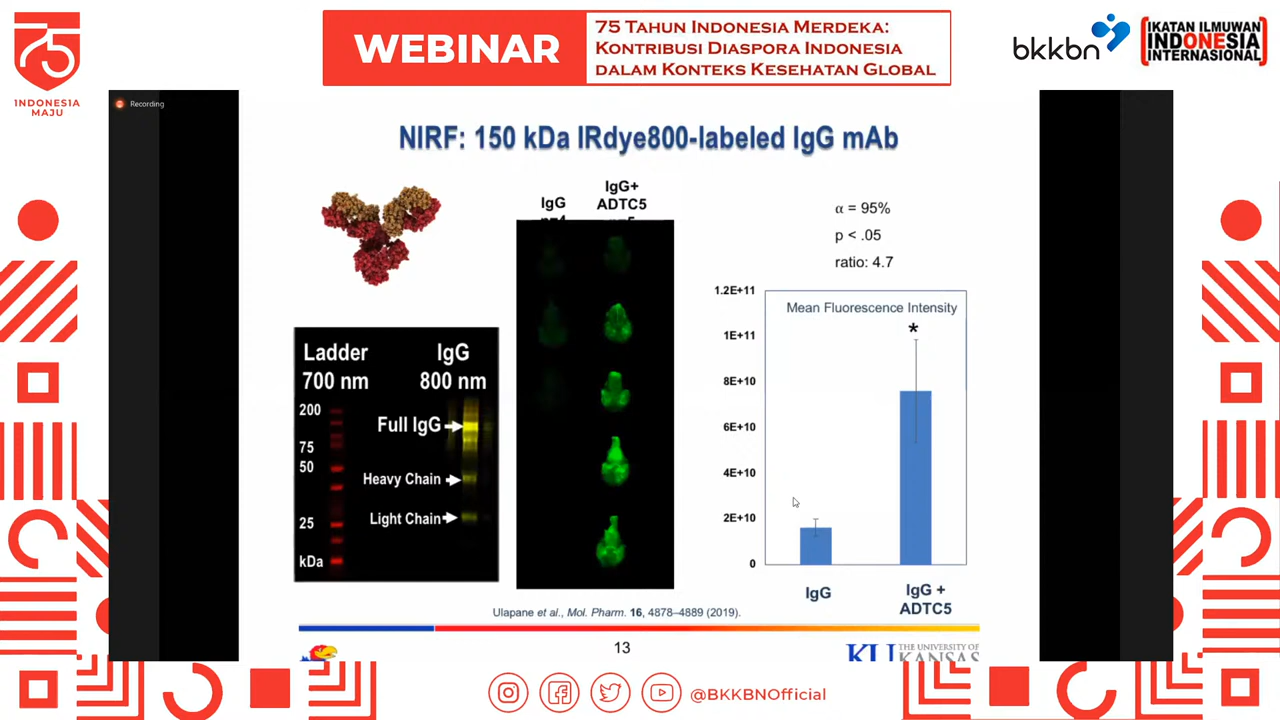 75
INDONESIA
MAJU
WEBINAR
75 TAHUN INDONESIA MERDEKA:
KONTRIBUSI DIASPORA INDONESIA
DALAM KONTEKS KESEHATAN GLOBAL
bkkbn
IKATAN ILMUWAN
INDONESIA
INTERNASIONAL
Recording
NIRF: 150 kDa IRdye800-labeled IgG mAb
IgG
n=4
IgG+
ADTC5
n=5
α = 95%
p < .05
ratio: 4.7
Ladder
700 nm
IgG
800 nm
200
75
50
25
kDa
Full IgG
Heavy Chain
Light Chain
Mean Fluorescence Intensity
*
1.2E+11
1E+11
8E+10
6E+10
4E+10
2E+10
0
IgG
IgG +
ADTC5
Ulapane et al., Mol. Pharm. 16, 4878–4889 (2019).
13
KU THE UNIVERSITY OF
KANSAS
@BKKBNOfficial